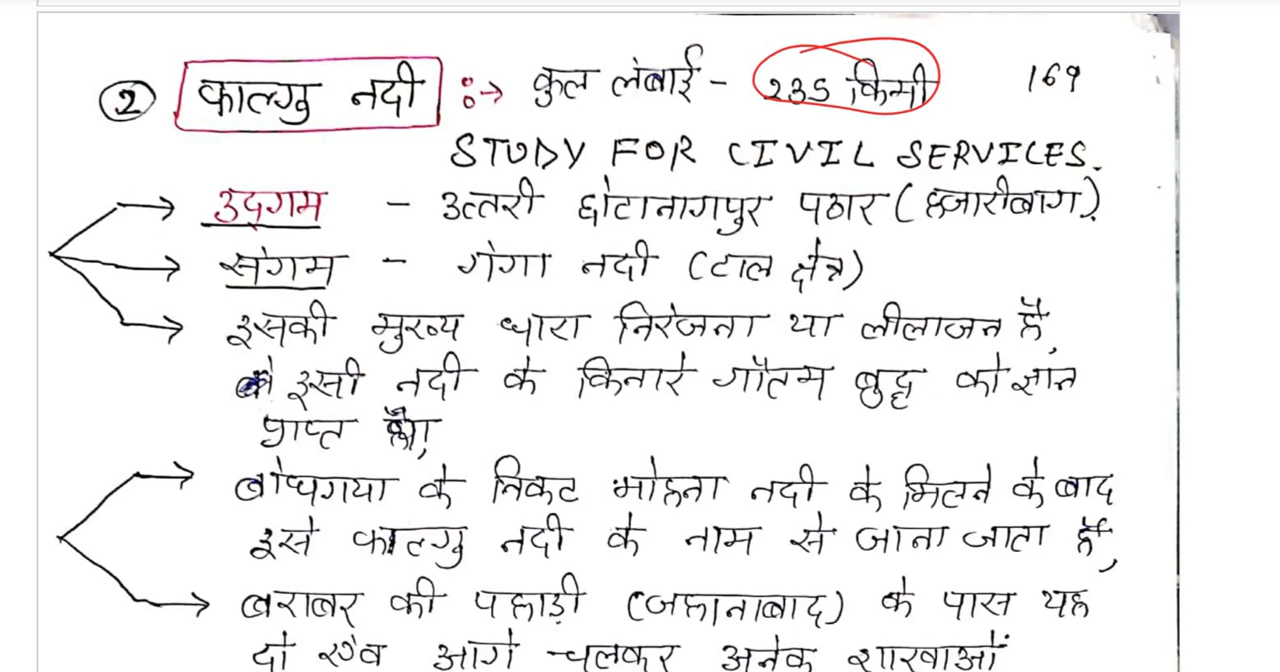 ② फाल्गु नदी :→ कुल लंबाई - 235 किमी 169
STUDY FOR CIVIL SERVICES.
→ उद्गम - उत्तरी छोटानागपुर पठार (हजारीबाग).
→ संगम - गंगा नदी (टाल क्षेत्र)
→ इसकी मुख्य धारा निरंजना या लीलाजन है,
इसी नदी के किनारे गौतम बुद्ध को ज्ञान
प्राप्त
→ बोधगया के निकट मोहना नदी के मिलने के बाद
इसे फाल्गु नदी के नाम से जाना जाता है,
→ बराबर की पहाड़ी (जहानाबाद) के पास यह
दो एवं आगे चलकर अनेक शाखाओं